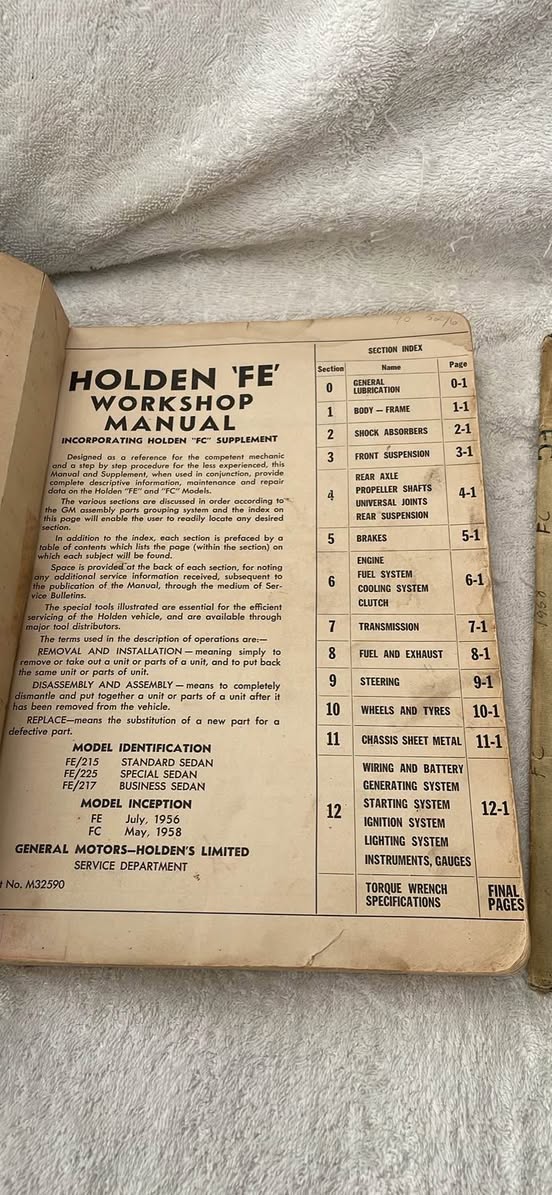 HOLDEN 'FE'
WORKSHOP
MANUAL
INCORPORATING HOLDEN "FC" SUPPLEMENT
Designed as a reference for the competent mechanic
and a step by step procedure for the less experienced, this
Manual and Supplement, when used in conjunction, provide
complete descriptive information, maintenance and repair
data on the Holden "FE" and "FC" Models.
The various sections are discussed in order according to
the GM assembly parts grouping system and the index on
this page will enable the user to readily locate any desired
section.
In addition to the index, each section is prefaced by a
table of contents which lists the page (within the section) on
which each subject will be found.
Space is provided at the back of each section, for noting
any additional service information received, subsequent to
the publication of the Manual, through the medium of Ser-
vice Bulletins.
The special tools illustrated are essential for the efficient
servicing of the Holden vehicle, and are available through
major tool distributors.
The terms used in the description of operations are:—
REMOVAL AND INSTALLATION — meaning simply to
remove or take out a unit or parts of a unit, and to put back
the same unit or parts of unit.
DISASSEMBLY AND ASSEMBLY — means to completely
dismantle and put together a unit or parts of a unit after it
has been removed from the vehicle.
REPLACE—means the substitution of a new part for a
defective part.
MODEL IDENTIFICATION
FE/215 STANDARD SEDAN
FE/225 SPECIAL SEDAN
FE/217 BUSINESS SEDAN
MODEL INCEPTION
FE July, 1956
FC May, 1958
GENERAL MOTORS–HOLDEN'S LIMITED
SERVICE DEPARTMENT
t No. M32590
SECTION INDEX
Section Name Page
0 GENERAL LUBRICATION 0-1
1 BODY – FRAME 1-1
2 SHOCK ABSORBERS 2-1
3 FRONT SUSPENSION 3-1
REAR AXLE
PROPELLER SHAFTS
4 UNIVERSAL JOINTS 4-1
REAR SUSPENSION
5 BRAKES 5-1
ENGINE
FUEL SYSTEM
6 COOLING SYSTEM 6-1
CLUTCH
7 TRANSMISSION 7-1
8 FUEL AND EXHAUST 8-1
9 STEERING 9-1
10 WHEELS AND TYRES 10-1
11 CHASSIS SHEET METAL 11-1
WIRING AND BATTERY
GENERATING SYSTEM
12 STARTING SYSTEM 12-1
IGNITION SYSTEM
LIGHTING SYSTEM
INSTRUMENTS, GAUGES
TORQUE WRENCH FINAL
SPECIFICATIONS PAGES
FC 1958 FC